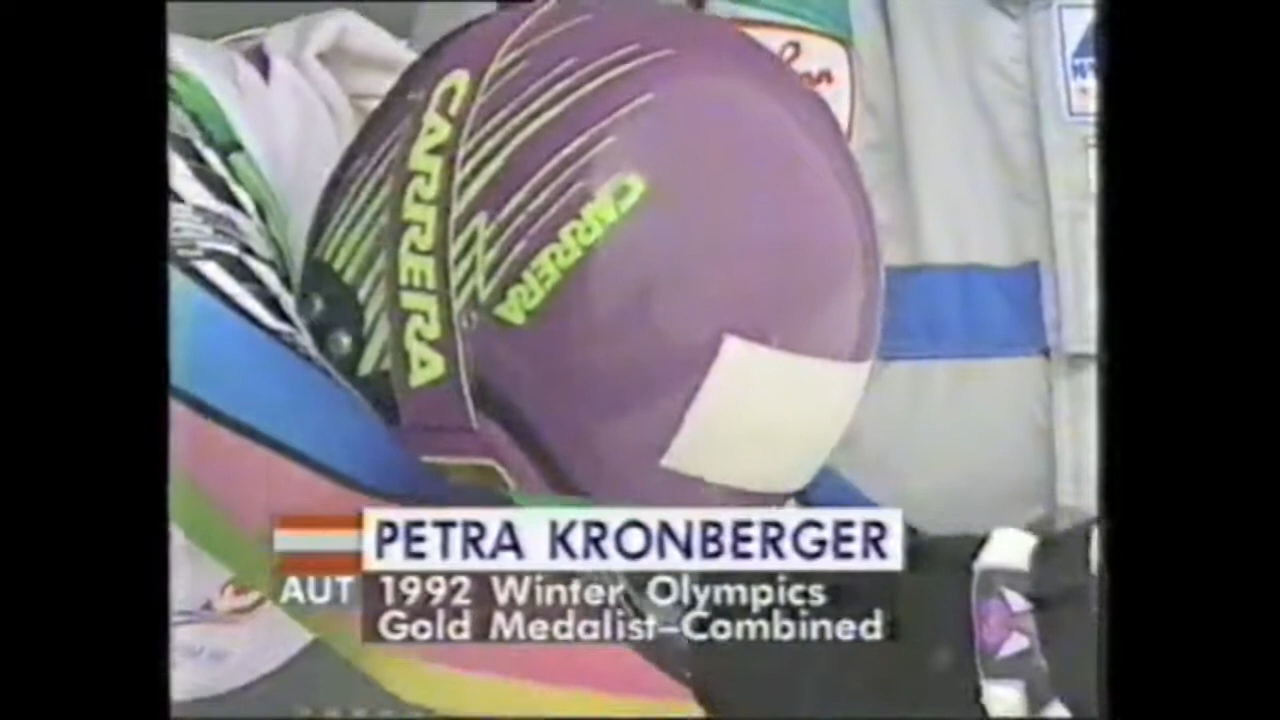 CARRERA
CARRERA
PETRA KRONBERGER
AUT
1992 Winter Olympics
Gold Medalist-Combined